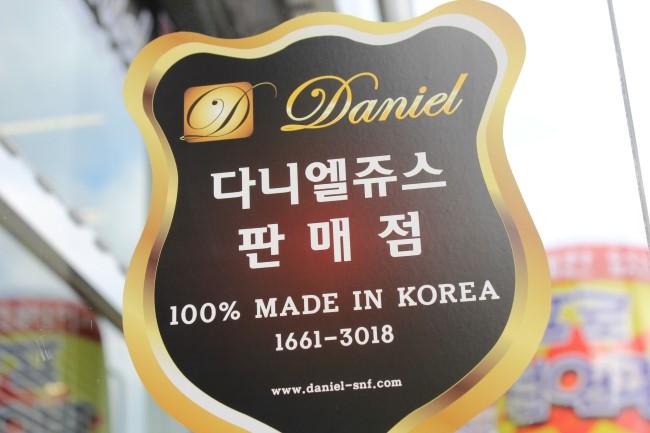 D Daniel
다니엘쥬스
판매점
100% MADE IN KOREA
1661-3018
www.daniel-snf.com